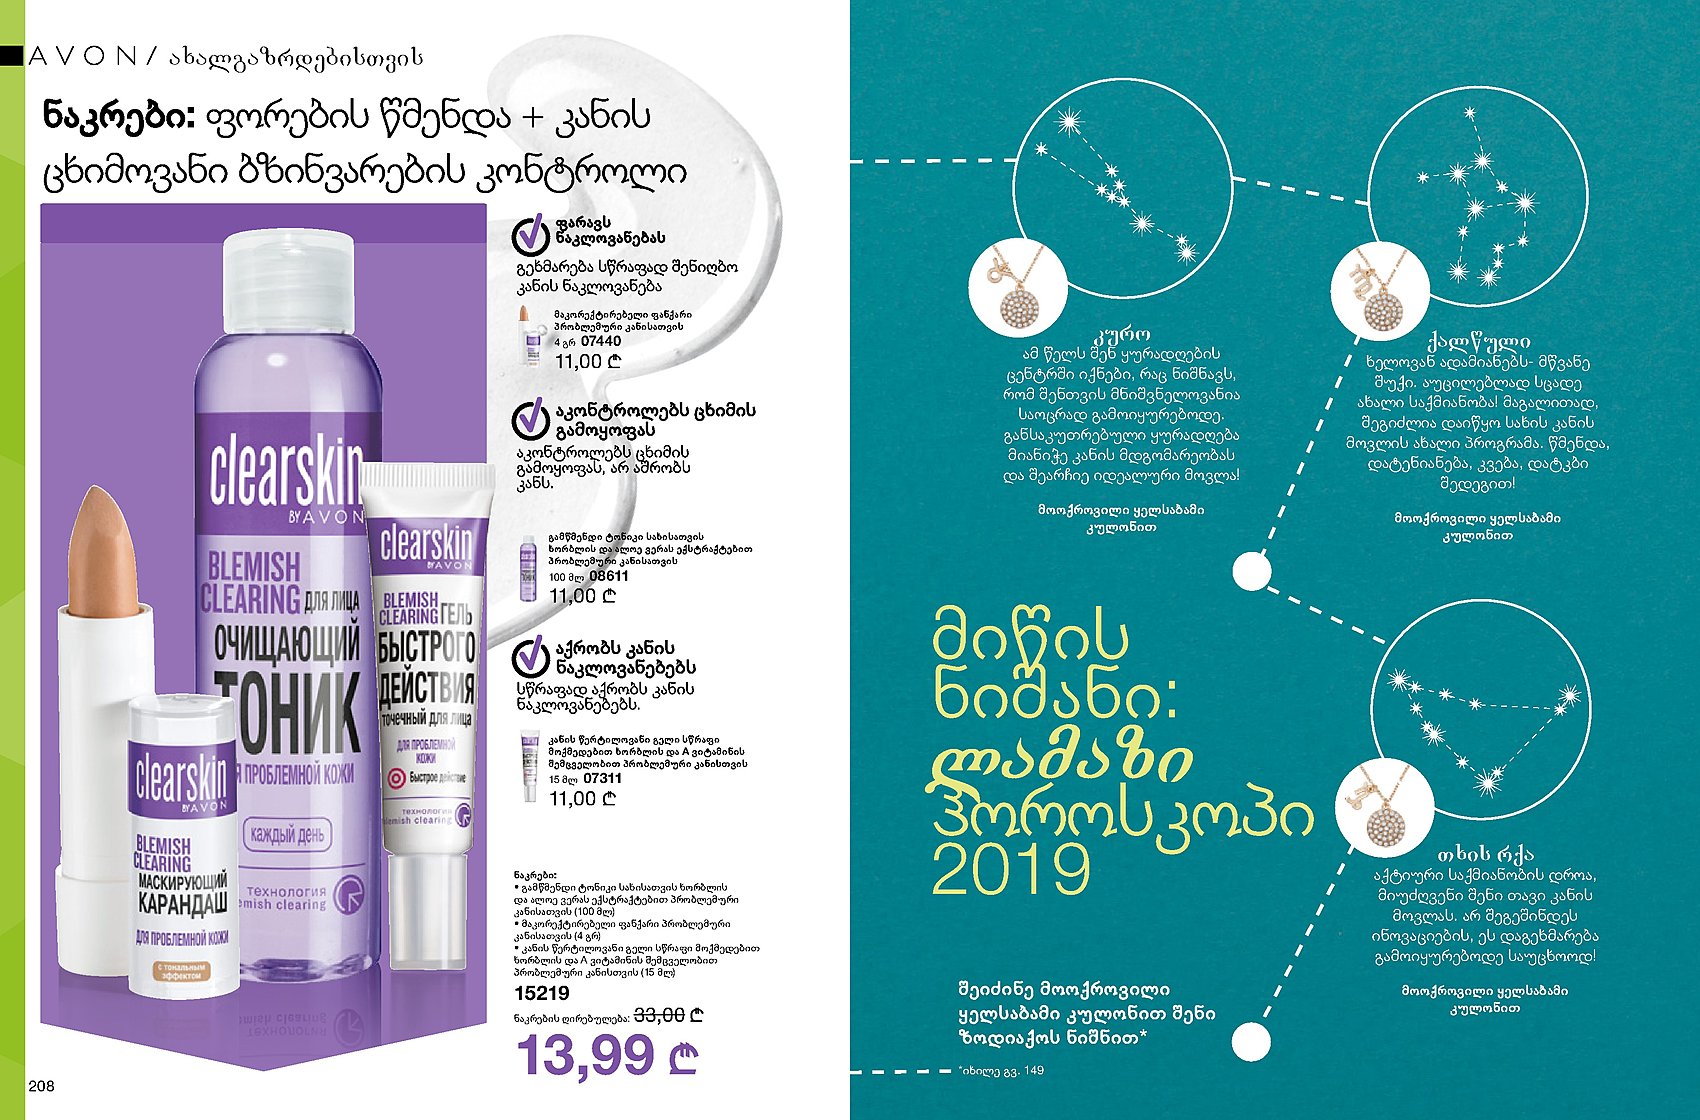 AVON/ ახალგაზრდებისთვის
ნაკრები: ფორების წმენდა + კანის
ცხიმოვანი ბზინვარების კონტროლი
clearskin
BY AVON
BLEMISH
CLEARING ДЛЯ ЛИЦА
ОЧИЩАЮЩИЙ
ТОНИК
Я ПРОБЛЕМНОЙ КОЖИ
каждый день
ТЕХНОЛОГИЯ
emish clearing
clearskin
BY AVON
BLEMISH
CLEARING ГЕЛЬ
БЫСТРОГО
ДЕЙСТВИЯ
точечный для лица
ДЛЯ ПРОБЛЕМНОЙ
КОЖИ
Быстрое действие
ТЕХНОЛОГИЯ
lemish clearing
clearskin
BY AVON
BLEMISH
CLEARING
МАСКИРУЮЩИЙ
КАРАНДАШ
ДЛЯ ПРОБЛЕМНОЙ КОЖИ
с тональным
эффектом
ფარავს
ნაკლოვანებას
გეხმარება სწრაფად შენიღბო
კანის ნაკლოვანება
მაკორექტირებელი ფანქარი
პრობლემური კანისათვის
4 გრ 07440
11,00 ₾
აკონტროლებს ცხიმის
გამოყოფას
აკონტროლებს ცხიმის
გამოყოფას, არ აშრობს
კანს.
გამწმენდი ტონიკი სახისათვის
ხორბლის და ალოე ვერას ექსტრაქტებით
პრობლემური კანისათვის
100 მლ 08611
11,00 ₾
აქრობს კანის
ნაკლოვანებებს
სწრაფად აქრობს კანის
ნაკლოვანებებს.
კანის წერტილოვანი გელი სწრაფი
მოქმედებით ხორბლის და A ვიტამინის
შემცველობით პრობლემური კანისათვის
15 მლ 07311
11,00 ₾
ნაკრები:
• გამწმენდი ტონიკი სახისათვის ხორბლის
და ალოე ვერას ექსტრაქტებით პრობლემური
კანისათვის (100 მლ)
• მაკორექტირებელი ფანქარი პრობლემური
კანისათვის (4 გრ)
• კანის წერტილოვანი გელი სწრაფი მოქმედებით
ხორბლის და A ვიტამინის შემცველობით
პრობლემური კანისთვის (15 მლ)
15219
ნაკრების ღირებულება: 33,00 ₾
13,99 ₾
208
კურო
ამ წელს შენ ყურადღების
ცენტრში იქნები, რაც ნიშნავს,
რომ შენთვის მნიშვნელოვანია
საოცრად გამოიყურებოდე.
განსაკუთრებული ყურადღება
მიანიჭე კანის მდგომარეობას
და შეარჩიე იდეალური მოვლა!
მოოქროვილი ყელსაბამი
კულონით
ქალწული
ხელოვან ადამიანებს- მწვანე
შუქი. აუცილებლად სცადე
ახალი საქმიანობა! მაგალითად,
შეგიძლია დაიწყო სახის კანის
მოვლის ახალი პროგრამა. წმენდა,
დატენიანება, კვება, დატკბი
შედეგით!
მოოქროვილი ყელსაბამი
კულონით
მიწის
ნიშანი:
ლამაზი
ჰოროსკოპი
2019
თხის რქა
აქტიური საქმიანობის დროა,
მიუძღვენი შენი თავი კანის
მოვლას. არ შეგეშინდეს
ინოვაციების, ეს დაგეხმარება
გამოიყურებოდე საუცხოოდ!
მოოქროვილი ყელსაბამი
კულონით
შეიძინე მოოქროვილი
ყელსაბამი კულონით შენი
ზოდიაქოს ნიშნით*
*იხილე გვ. 149